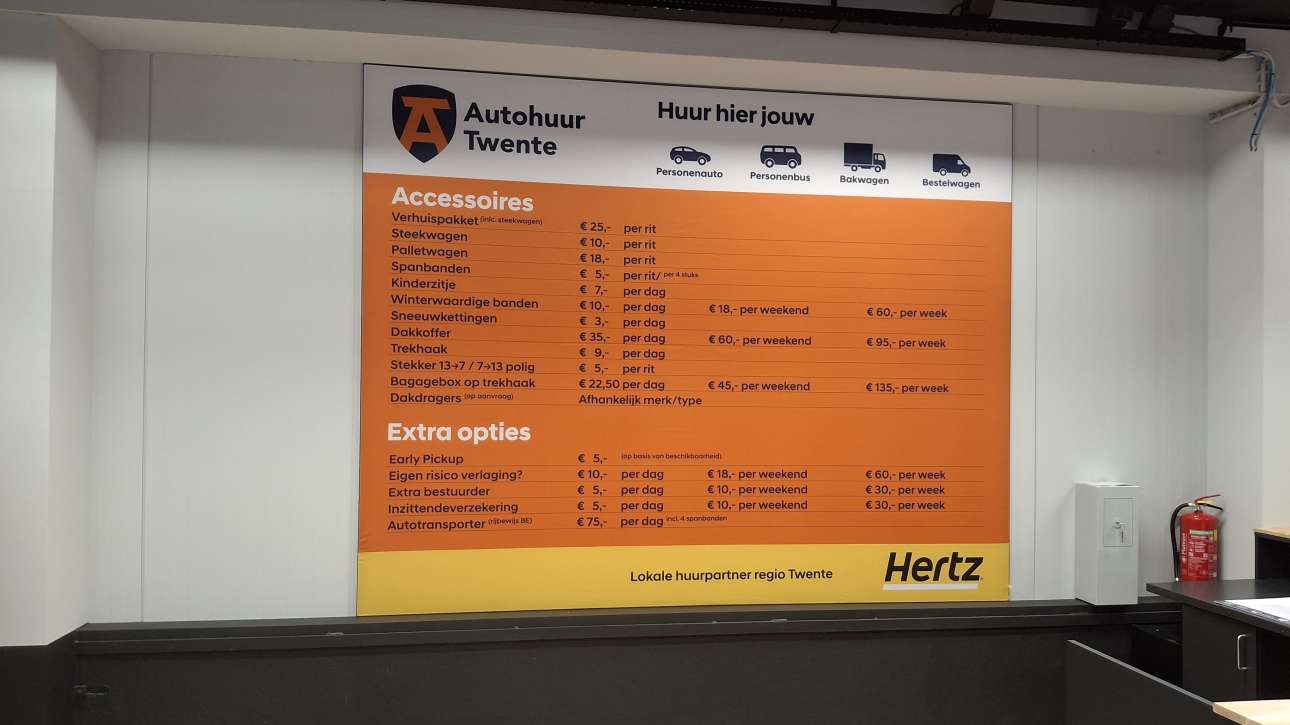 Autohuur
Twente
Huur hier jouw
Personenauto Personenbus Bakwagen Bestelwagen
Accessoires
Verhuispakket (inlc. steekwagen) € 25,- per rit
Steekwagen € 10,- per rit
Palletwagen € 18,- per rit
Spanbanden € 5,- per rit/ per 4 stuks
Kinderzitje € 7,- per dag
Winterwaardige banden € 10,- per dag € 18,- per weekend € 60,- per week
Sneeuwkettingen € 3,- per dag
Dakkoffer € 35,- per dag € 60,- per weekend € 95,- per week
Trekhaak € 9,- per dag
Stekker 13→7 / 7→13 polig € 5,- per rit
Bagagebox op trekhaak € 22,50 per dag € 45,- per weekend € 135,- per week
Dakdragers (op aanvraag) Afhankelijk merk/type
Extra opties
Early Pickup € 5,- (op basis van beschikbaarheid)
Eigen risico verlaging? € 10,- per dag € 18,- per weekend € 60,- per week
Extra bestuurder € 5,- per dag € 10,- per weekend € 30,- per week
Inzittendeverzekering € 5,- per dag € 10,- per weekend € 30,- per week
Autotransporter (rijbewijs BE) € 75,- per dag incl. 4 spanbanden
Lokale huurpartner regio Twente
Hertz